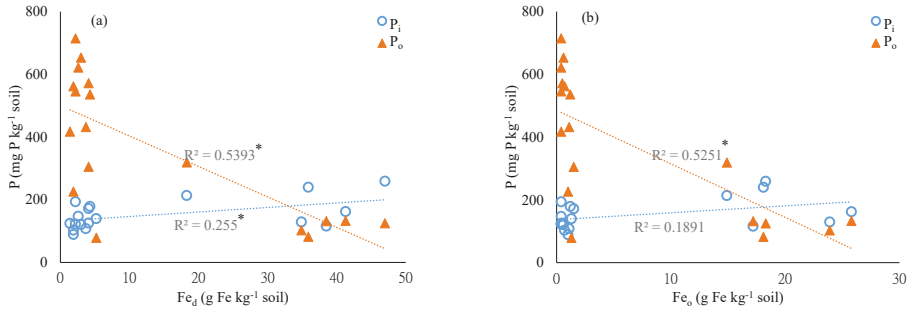 (a)
P (mg P kg⁻¹ soil)
800
600
400
200
0
Pᵢ
Pₒ
R² = 0.5393*
R² = 0.255*
0 10 20 30 40 50
Fe_d (g Fe kg⁻¹ soil)
(b)
P (mg P kg⁻¹ soil)
800
600
400
200
0
Pᵢ
Pₒ
R² = 0.5251*
R² = 0.1891
0 10 20 30
Feₒ (g Fe kg⁻¹ soil)